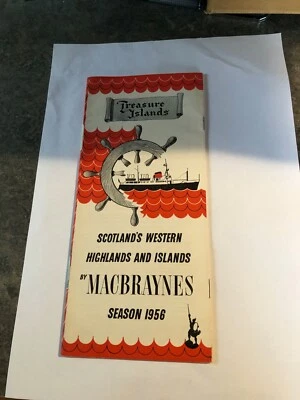 Treasure
Islands
SCOTLAND'S WESTERN
HIGHLANDS AND ISLANDS
BY MACBRAYNES
SEASON 1956